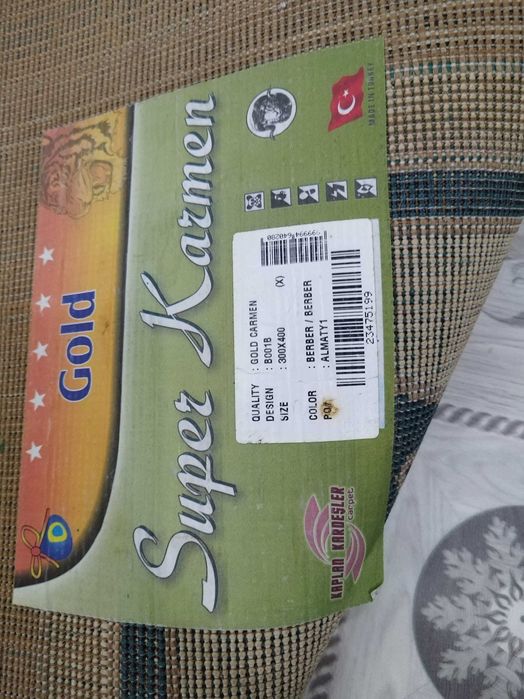 Gold
Super Karmen
MADE IN TURKEY
QUALITY : GOLD CARMEN
DESIGN : B001B
SIZE : 300X400 (X)
COLOR : BERBER / BERBER
: ALMATY1
23475199
KAPLAN KARDEŞLER
carpet